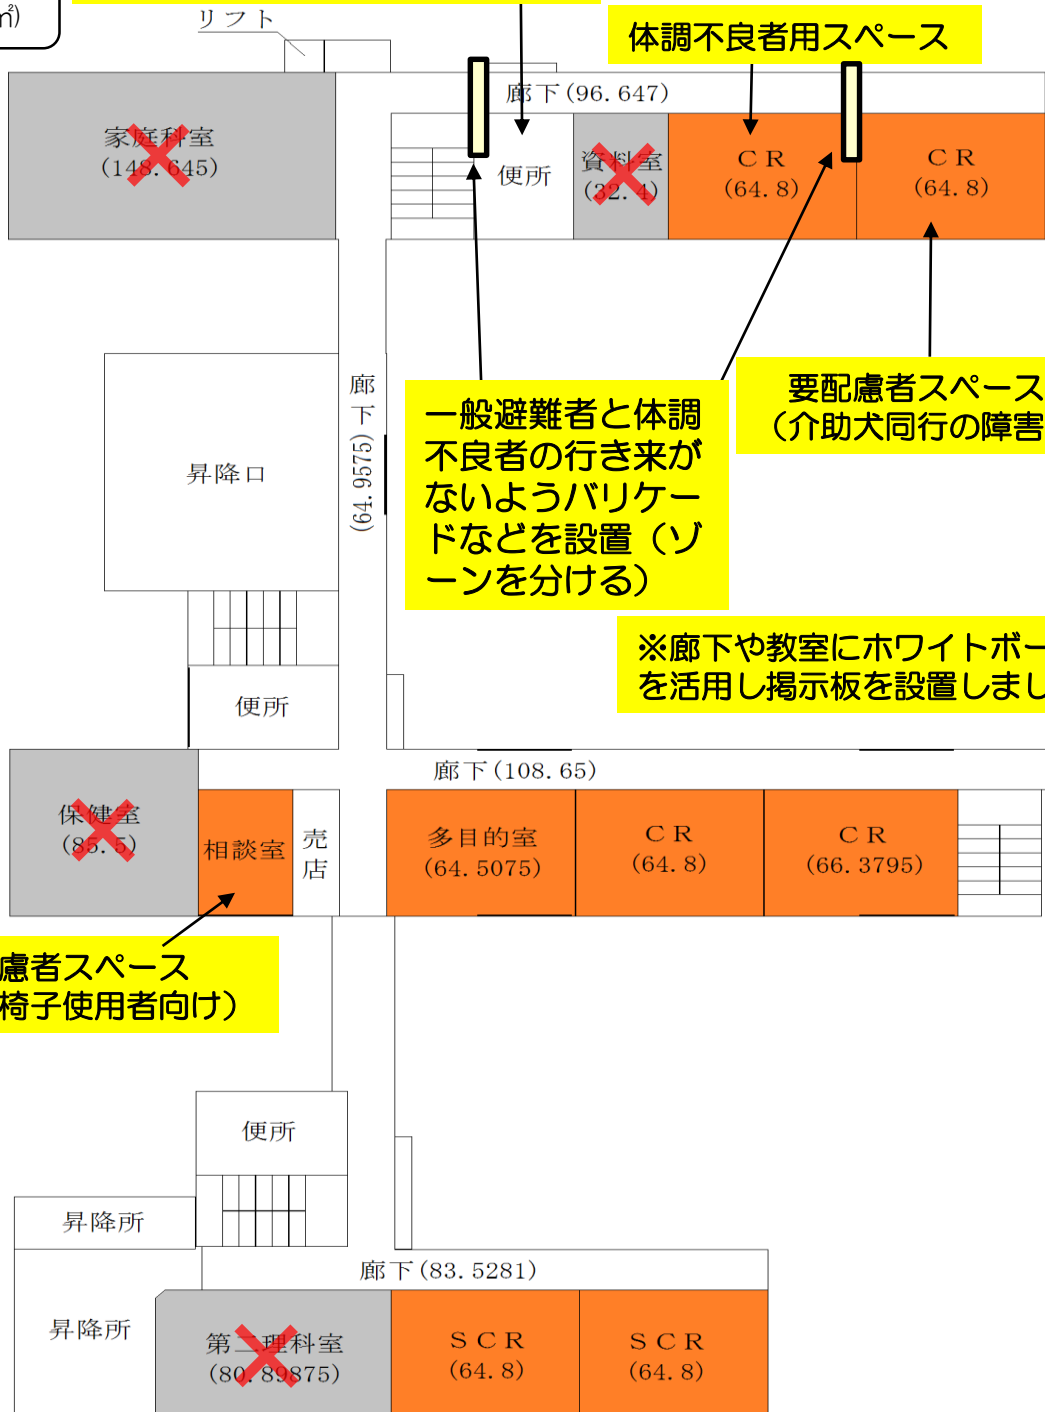 ㎡)
リフト
体調不良者用スペース
廊下(96.647)
家庭科室
(148.645)
便所
資料室
(32.4)
CR
(64.8)
CR
(64.8)
要配慮者スペース
(介助犬同行の障害
一般避難者と体調
不良者の行き来が
ないようバリケー
ドなどを設置（ゾ
ーンを分ける）
廊下(64.9575)
昇降口
※廊下や教室にホワイトボー
を活用し掲示板を設置しまし
便所
廊下(108.65)
保健室
(85.5)
相談室
売店
多目的室
(64.5075)
CR
(64.8)
CR
(66.3795)
慮者スペース
椅子使用者向け）
便所
昇降所
廊下(83.5281)
昇降所
第二理科室
(80.89875)
SCR
(64.8)
SCR
(64.8)